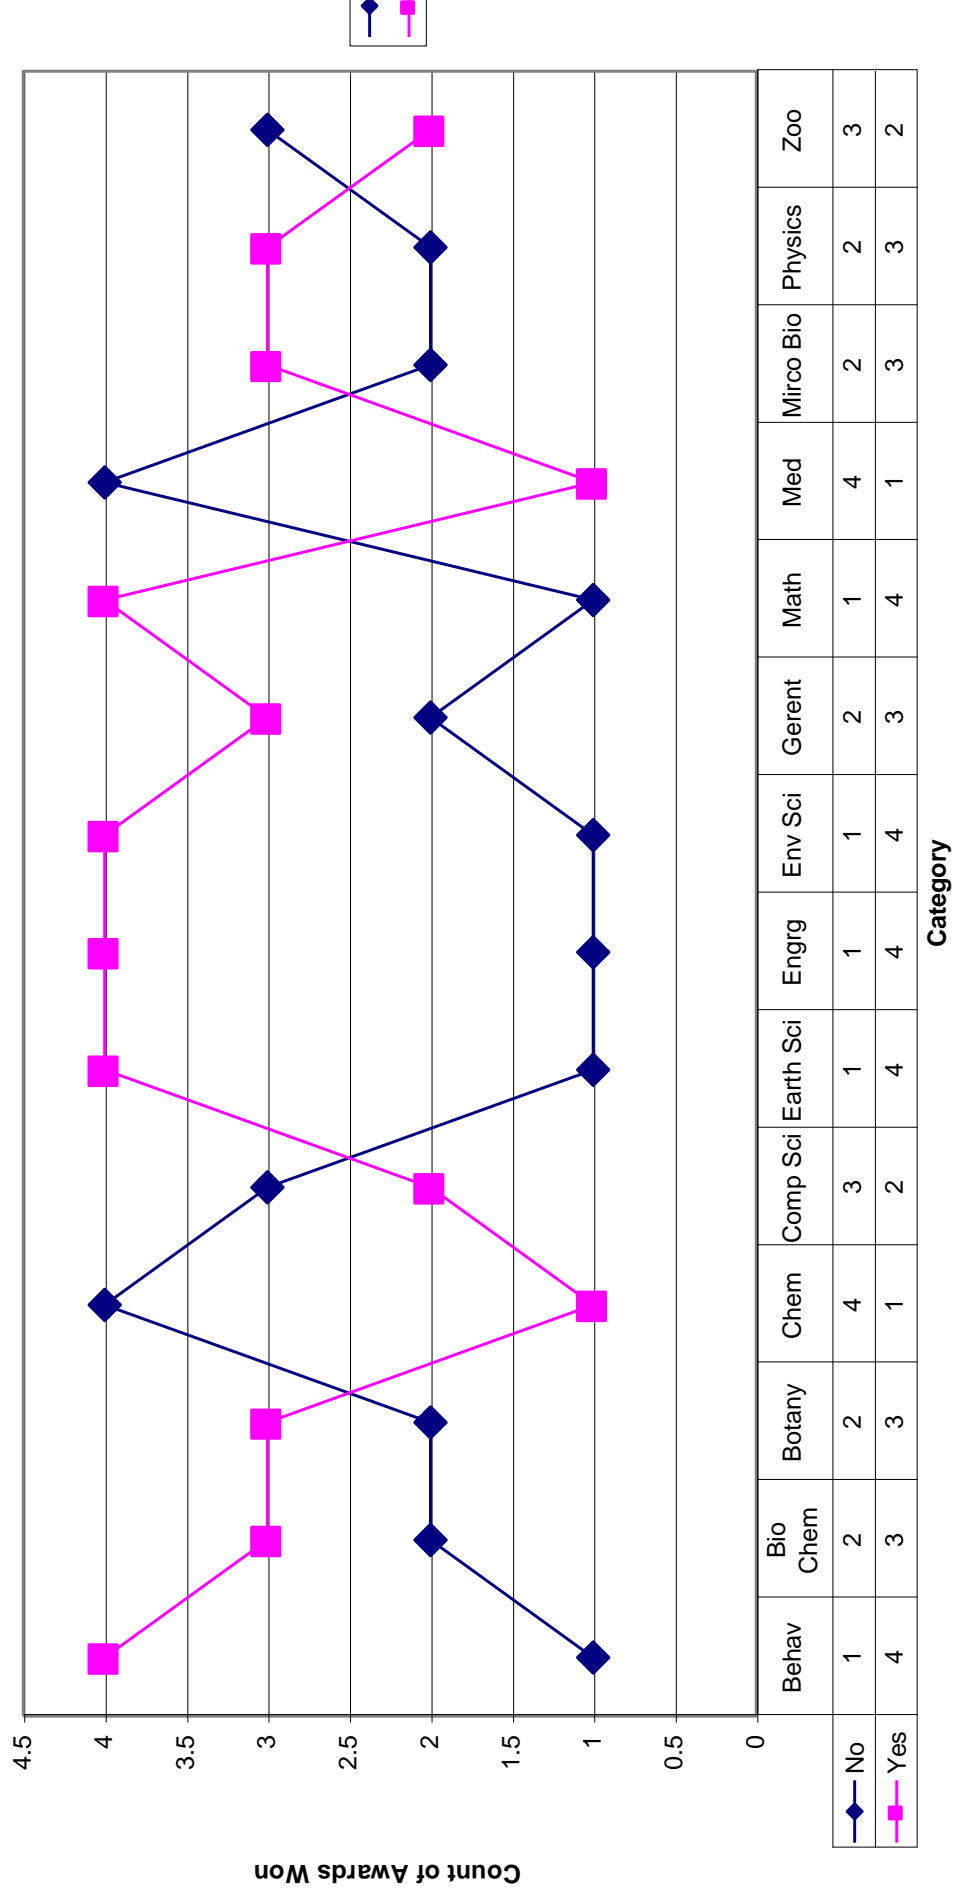 Count of Awards Won
4.5
4
3.5
3
2.5
2
1.5
1
0.5
0
Behav Bio Chem Botany Chem Comp Sci Earth Sci Engrg Env Sci Gerent Math Med Mirco Bio Physics Zoo
No 1 2 2 4 3 1 1 1 2 1 4 2 2 3
Yes 4 3 3 1 2 4 4 4 3 4 1 3 3 2
Category